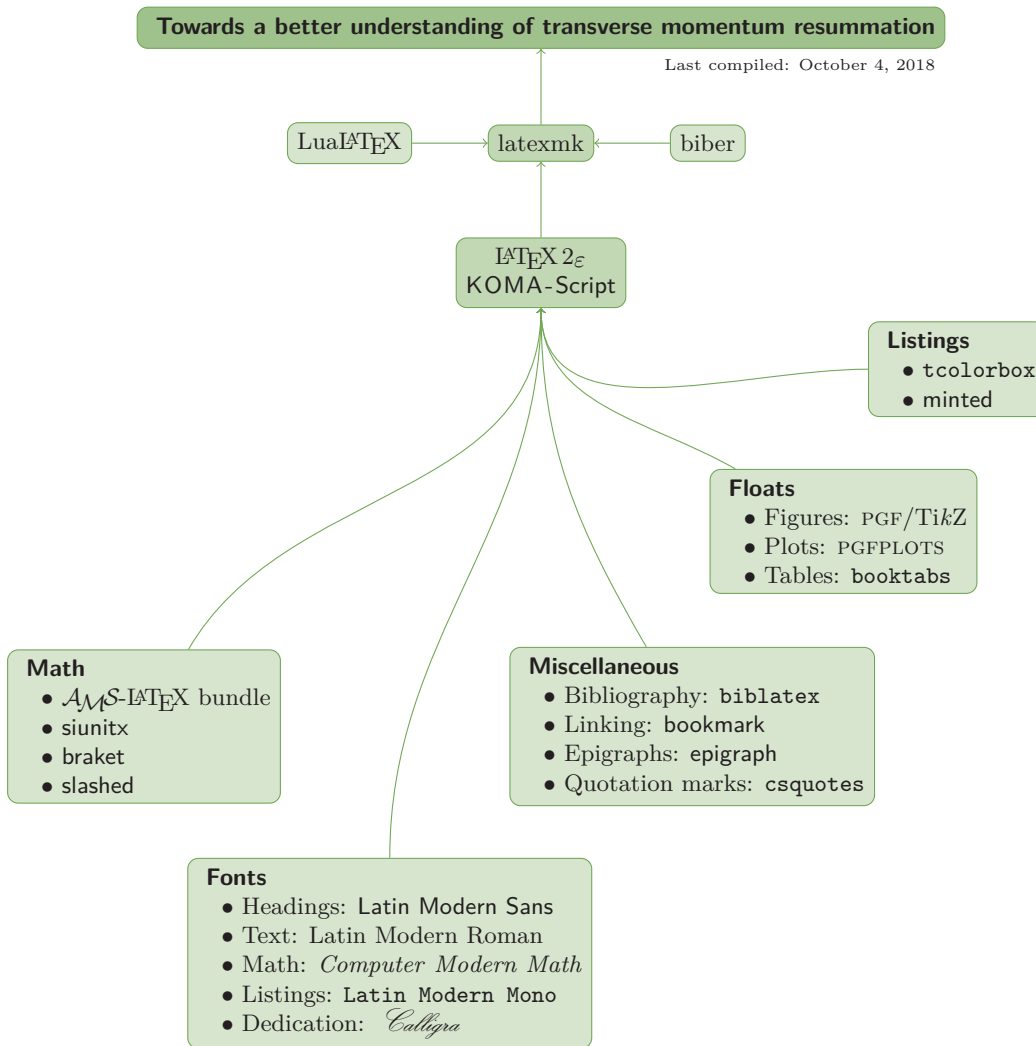 Towards a better understanding of transverse momentum resummation
Last compiled: October 4, 2018
LuaLATEX
latexmk
biber
LATEX 2ε
KOMA-Script
Listings
• tcolorbox
• minted
Floats
• Figures: PGF/TikZ
• Plots: PGFPLOTS
• Tables: booktabs
Math
• AMS-LATEX bundle
• siunitx
• braket
• slashed
Miscellaneous
• Bibliography: biblatex
• Linking: bookmark
• Epigraphs: epigraph
• Quotation marks: csquotes
Fonts
• Headings: Latin Modern Sans
• Text: Latin Modern Roman
• Math: Computer Modern Math
• Listings: Latin Modern Mono
• Dedication: Calligra